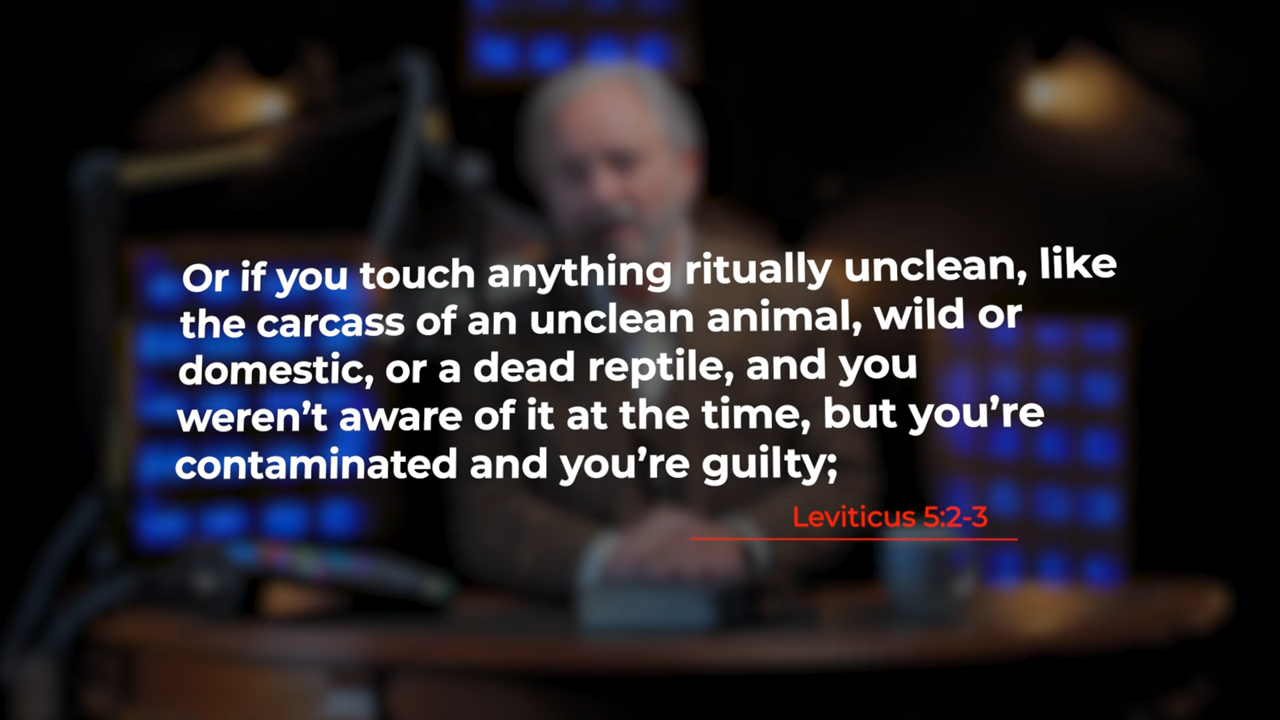 Or if you touch anything ritually unclean, like
the carcass of an unclean animal, wild or
domestic, or a dead reptile, and you
weren’t aware of it at the time, but you’re
contaminated and you’re guilty;
Leviticus 5:2-3